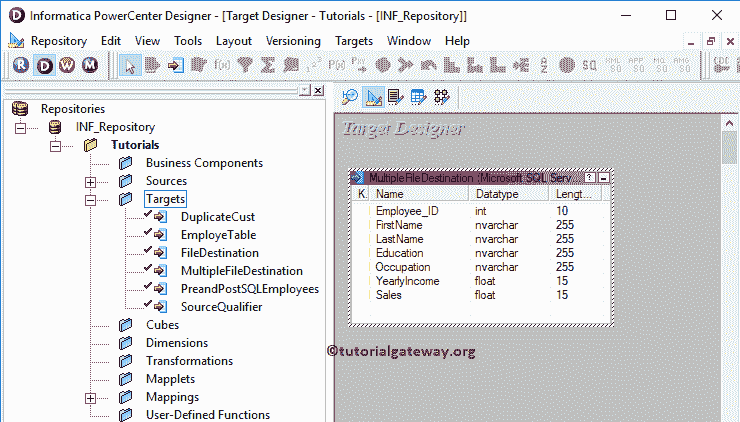 Informatica PowerCenter Designer - [Target Designer - Tutorials - [INF_Repository]]
Repository Edit View Tools Layout Versioning Targets Window Help
R D W M f(x)
Repositories
INF_Repository
Tutorials
Business Components
Sources
Targets
DuplicateCust
EmployeTable
FileDestination
MultipleFileDestination
PreandPostSQLEmployees
SourceQualifier
Cubes
Dimensions
Transformations
Mapplets
Mappings
User-Defined Functions
Target Designer
MultipleFileDestination (Microsoft SQL Serv...
K Name Datatype Lengt...
Employee_ID int 10
FirstName nvarchar 255
LastName nvarchar 255
Education nvarchar 255
Occupation nvarchar 255
YearlyIncome float 15
Sales float 15
©tutorialgateway.org